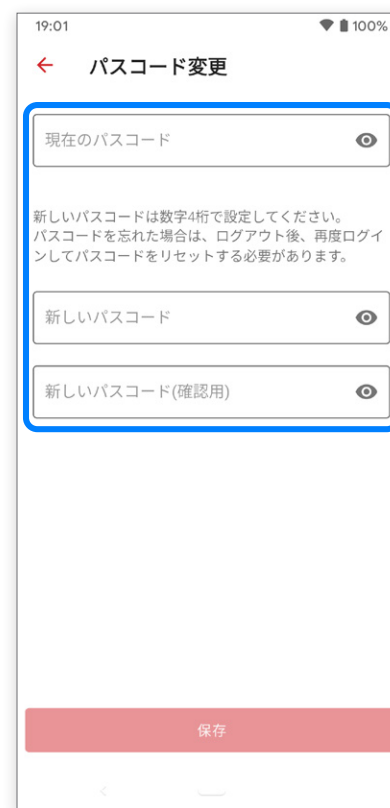 19:01 100%
パスコード変更
現在のパスコード
新しいパスコードは数字4桁で設定してください。
パスコードを忘れた場合は、ログアウト後、再度ログイ
ンしてパスコードをリセットする必要があります。
新しいパスコード
新しいパスコード(確認用)
保存